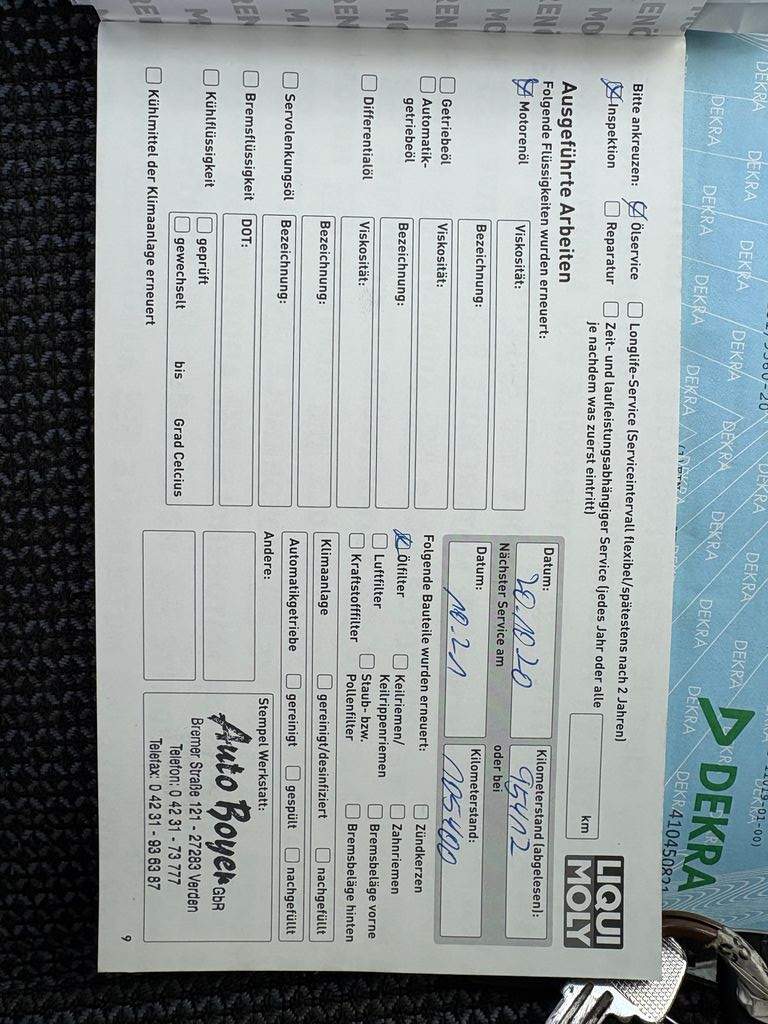 LIQUI
MOLY
Bitte ankreuzen:
Ölservice
Longlife-Service (Serviceintervall flexibel/spätestens nach 2 Jahren)
Inspektion
Reparatur
Zeit- und laufleistungsabhängiger Service (jedes Jahr oder alle
km
je nachdem was zuerst eintritt)
Ausgeführte Arbeiten
Folgende Flüssigkeiten wurden erneuert:
Motorenöl
Viskosität:
Bezeichnung:
Getriebeöl
Automatik-
getriebeöl
Viskosität:
Bezeichnung:
Differentialöl
Viskosität:
Bezeichnung:
Servolenkungsöl
Bezeichnung:
Bremsflüssigkeit
DOT:
Kühlflüssigkeit
geprüft
gewechselt
bis
Grad Celcius
Kühlmittel der Klimaanlage erneuert
Datum:
20.10.20
Kilometerstand (abgelesen):
95412
Nächster Service am
oder bei
Datum:
10.21
Kilometerstand:
105400
Folgende Bauteile wurden erneuert:
Ölfilter
Keilriemen/
Keilrippenriemen
Zündkerzen
Luftfilter
Staub- bzw.
Pollenfilter
Zahnriemen
Kraftstofffilter
Bremsbeläge vorne
Bremsbeläge hinten
Klimaanlage
gereinigt/desinfiziert
nachgefüllt
Automatikgetriebe
gereinigt
gespült
nachgefüllt
Andere:
Stempel Werkstatt:
Auto Boyer GbR
Bremer Straße 121 - 27283 Verden
Telefon: 0 42 31 - 73 777
Telefax: 0 42 31 - 93 63 87
9
DEKRA
410450821